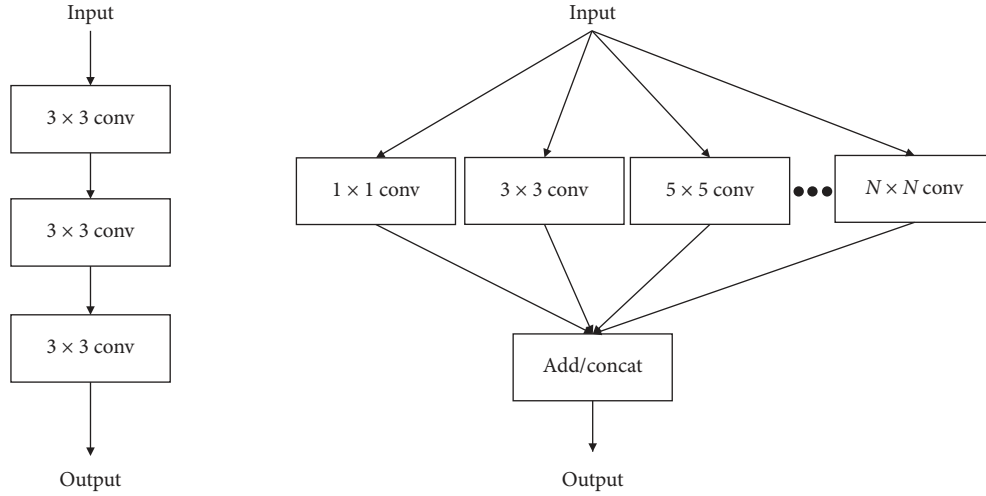 Input
3 × 3 conv
3 × 3 conv
3 × 3 conv
Output
Input
1 × 1 conv
3 × 3 conv
5 × 5 conv
N × N conv
Add/concat
Output